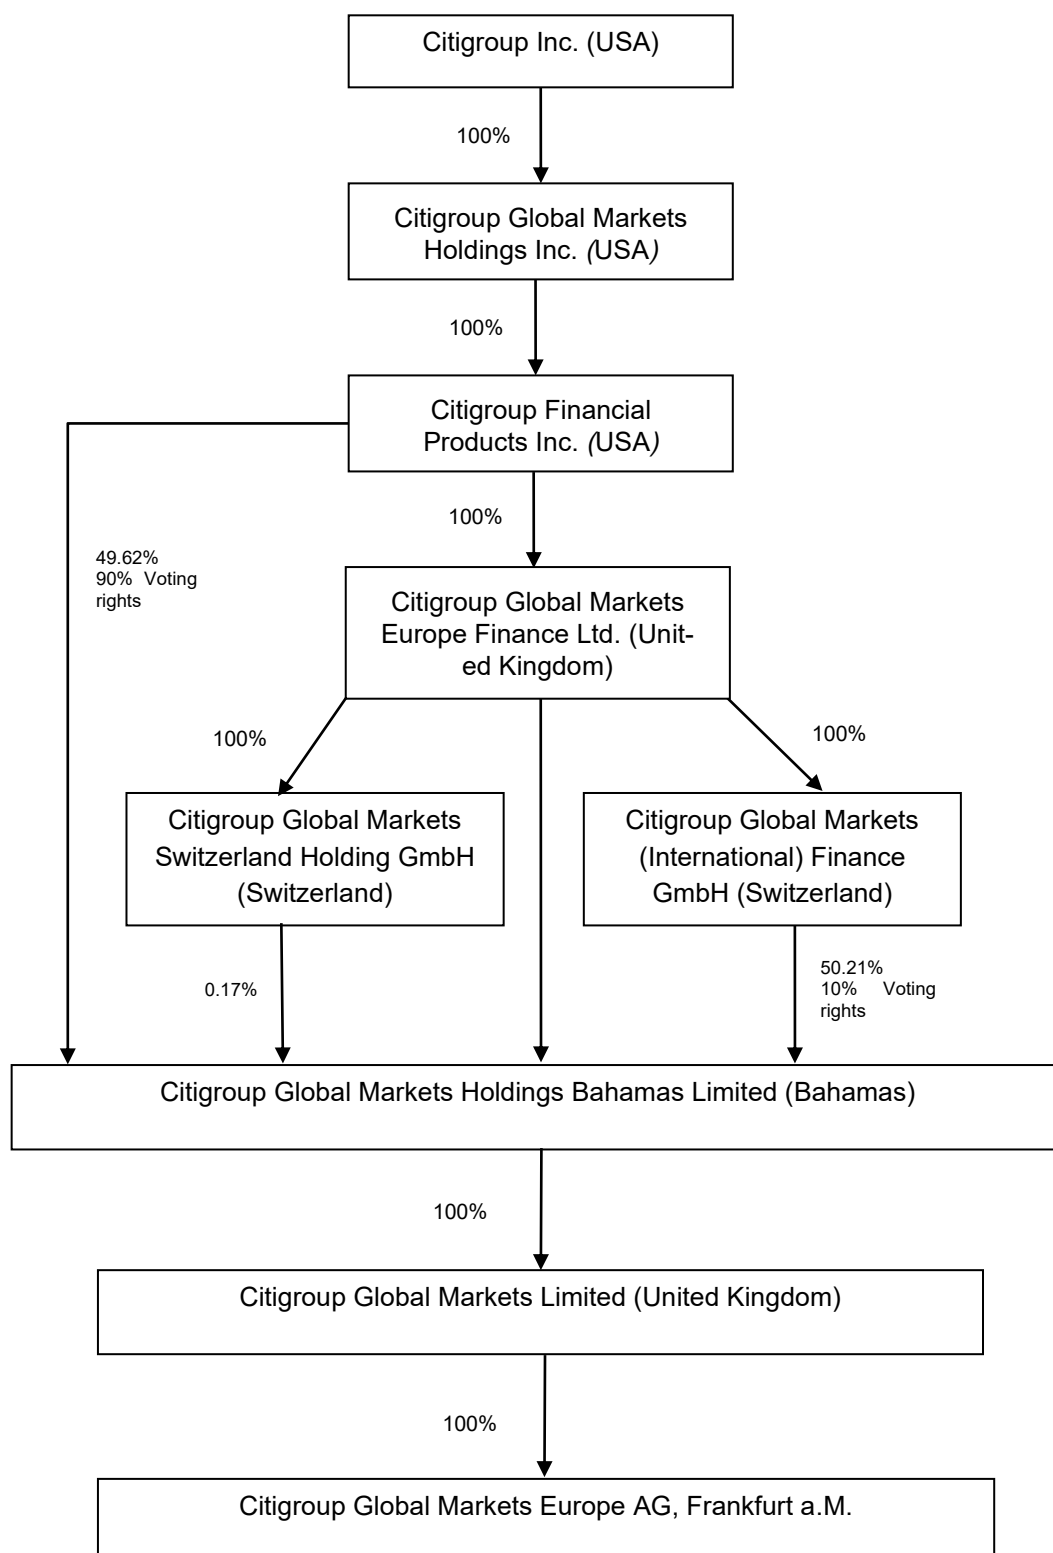 Citigroup Inc. (USA)
100%
Citigroup Global Markets
Holdings Inc. (USA)
100%
Citigroup Financial
Products Inc. (USA)
100%
49.62%
90% Voting
rights
Citigroup Global Markets
Europe Finance Ltd. (Unit-
ed Kingdom)
100%
100%
Citigroup Global Markets
Switzerland Holding GmbH
(Switzerland)
Citigroup Global Markets
(International) Finance
GmbH (Switzerland)
0.17%
50.21%
10% Voting
rights
Citigroup Global Markets Holdings Bahamas Limited (Bahamas)
100%
Citigroup Global Markets Limited (United Kingdom)
100%
Citigroup Global Markets Europe AG, Frankfurt a.M.